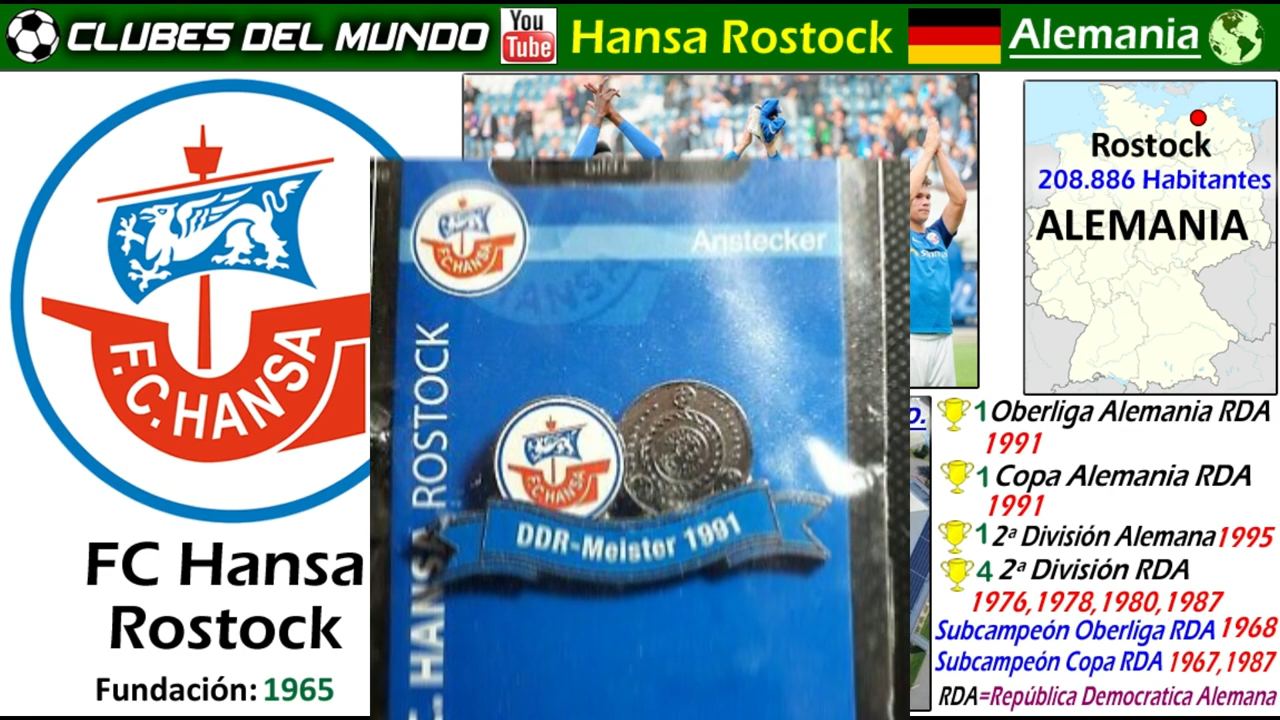 CLUBES DEL MUNDO
You
Tube
Hansa Rostock
Alemania
F.C.HANSA
FC Hansa
Rostock
Fundación: 1965
F.C.HANSA
Anstecker
HANSA ROSTOCK
F.C.HANSA
DDR-Meister 1991
Rostock
208.886 Habitantes
ALEMANIA
1 Oberliga Alemania RDA
1991
1 Copa Alemania RDA
1991
1 2ª División Alemana 1995
4 2ª División RDA
1976,1978,1980,1987
Subcampeón Oberliga RDA 1968
Subcampeón Copa RDA 1967,1987
RDA=República Democratica Alemana